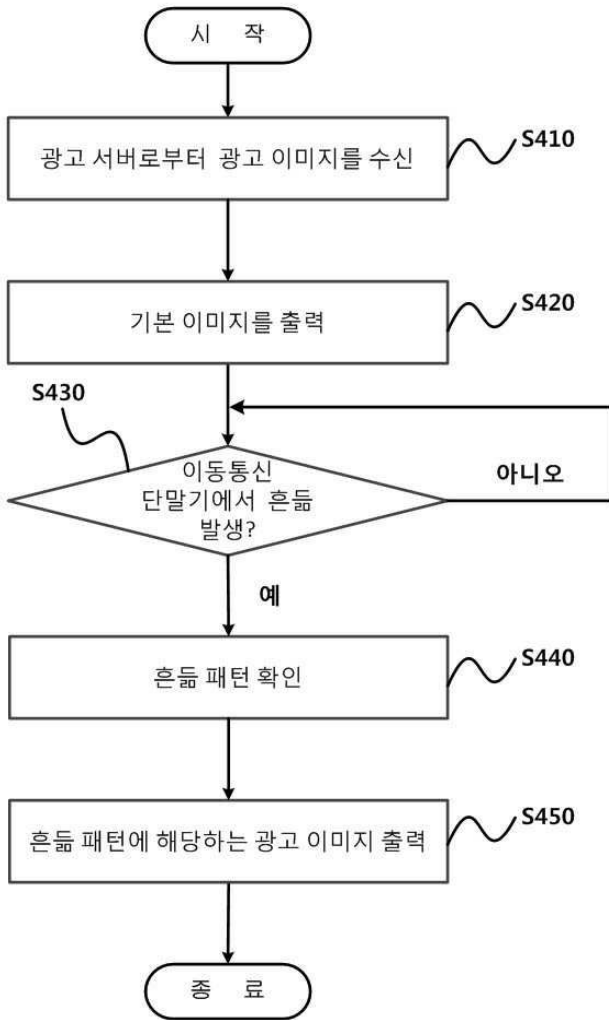 시 작
광고 서버로부터 광고 이미지를 수신
S410
기본 이미지를 출력
S420
S430
이동통신
단말기에서 흔듦
발생?
아니오
예
흔듦 패턴 확인
S440
흔듦 패턴에 해당하는 광고 이미지 출력
S450
종 료